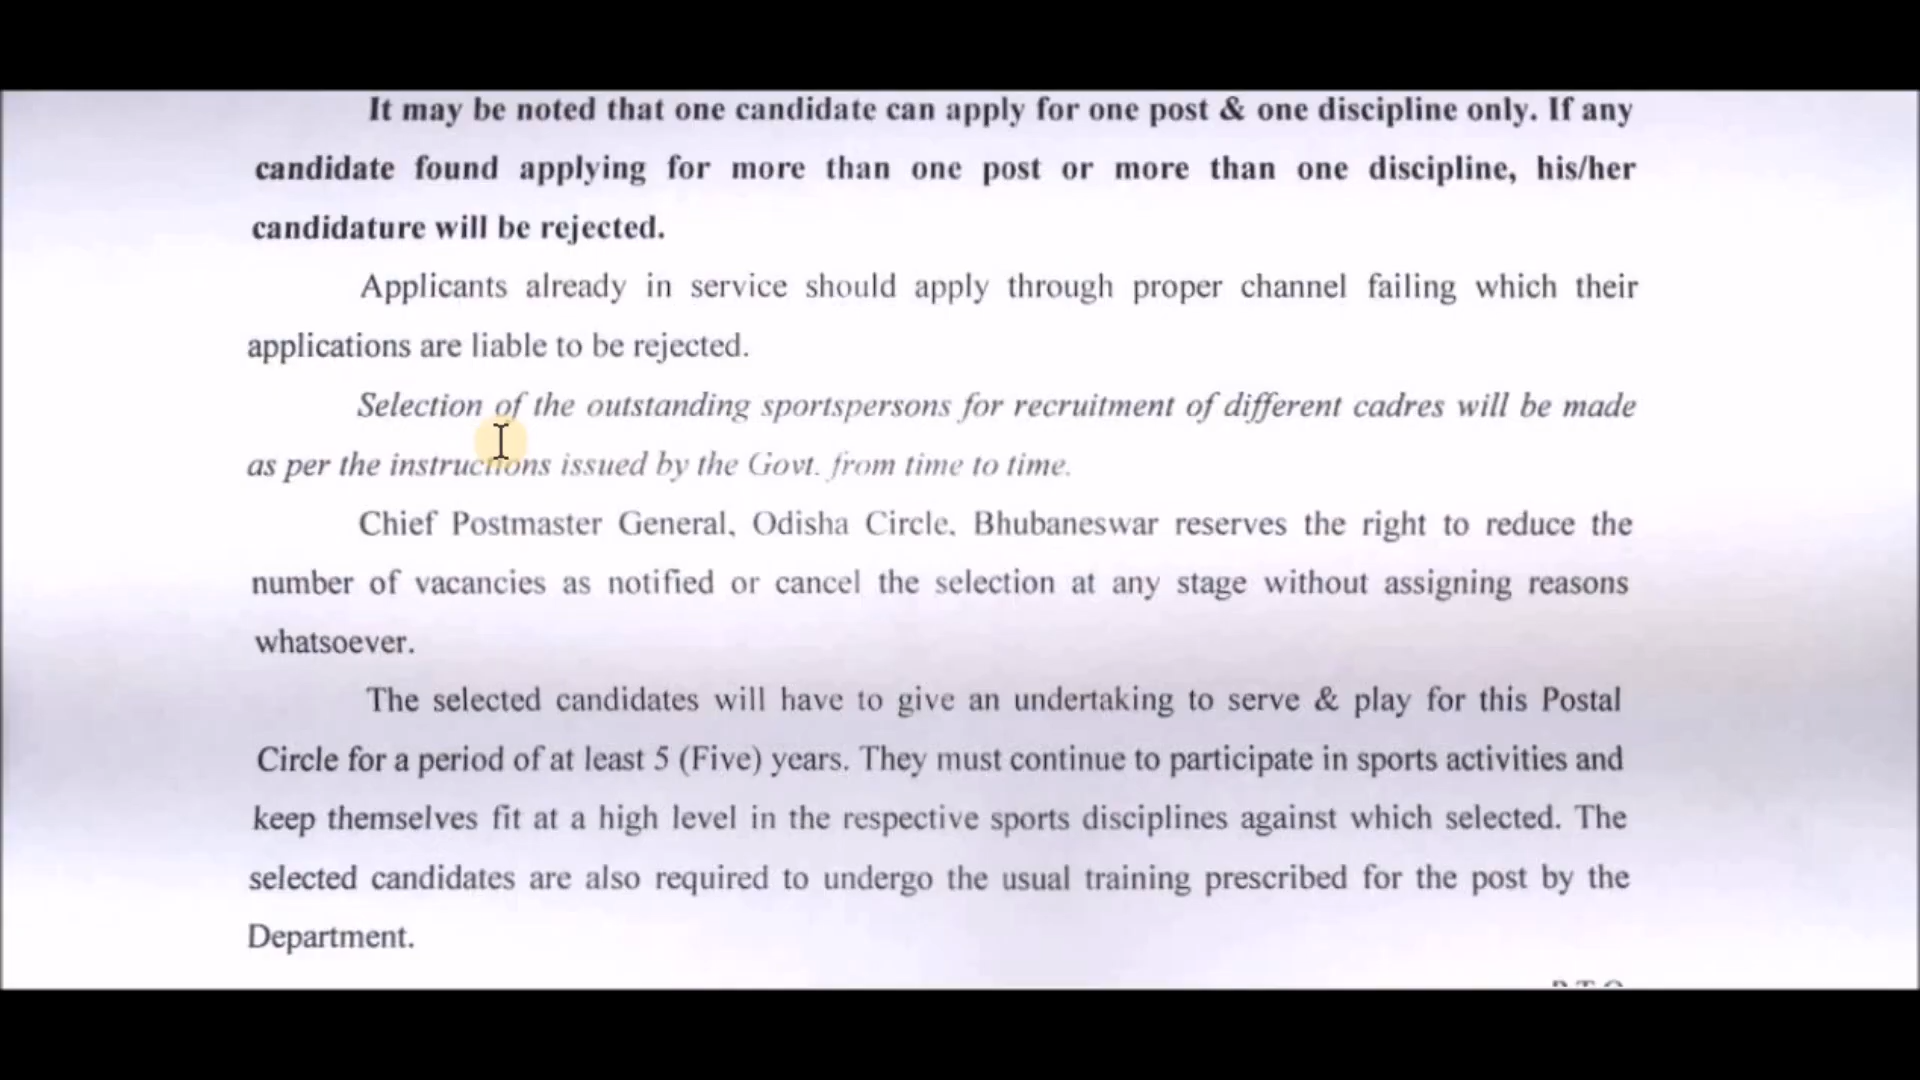 It may be noted that one candidate can apply for one post & one discipline only. If any
candidate found applying for more than one post or more than one discipline, his/her
candidature will be rejected.
Applicants already in service should apply through proper channel failing which their
applications are liable to be rejected.
Selection of the outstanding sportspersons for recruitment of different cadres will be made
as per the instructions issued by the Govt. from time to time.
Chief Postmaster General, Odisha Circle, Bhubaneswar reserves the right to reduce the
number of vacancies as notified or cancel the selection at any stage without assigning reasons
whatsoever.
The selected candidates will have to give an undertaking to serve & play for this Postal
Circle for a period of at least 5 (Five) years. They must continue to participate in sports activities and
keep themselves fit at a high level in the respective sports disciplines against which selected. The
selected candidates are also required to undergo the usual training prescribed for the post by the
Department.